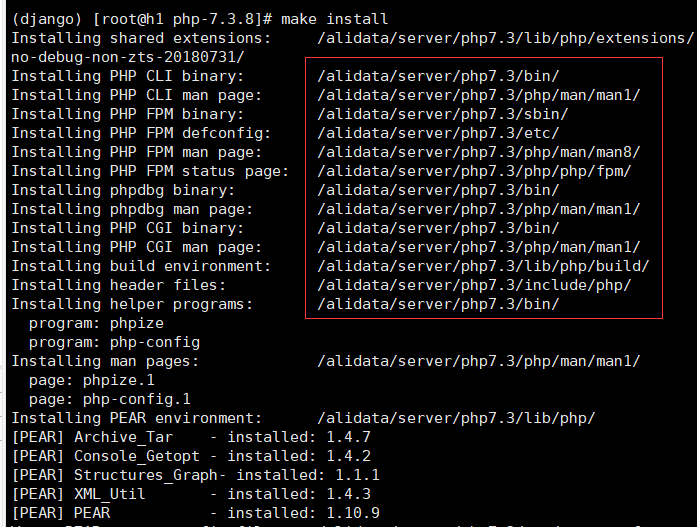 (django) [root@h1 php-7.3.8]# make install
Installing shared extensions:     /alidata/server/php7.3/lib/php/extensions/
no-debug-non-zts-20180731/
Installing PHP CLI binary:        /alidata/server/php7.3/bin/
Installing PHP CLI man page:      /alidata/server/php7.3/php/man/man1/
Installing PHP FPM binary:        /alidata/server/php7.3/sbin/
Installing PHP FPM defconfig:     /alidata/server/php7.3/etc/
Installing PHP FPM man page:      /alidata/server/php7.3/php/man/man8/
Installing PHP FPM status page:   /alidata/server/php7.3/php/php/fpm/
Installing phpdbg binary:         /alidata/server/php7.3/bin/
Installing phpdbg man page:       /alidata/server/php7.3/php/man/man1/
Installing PHP CGI binary:        /alidata/server/php7.3/bin/
Installing PHP CGI man page:      /alidata/server/php7.3/php/man/man1/
Installing build environment:     /alidata/server/php7.3/lib/php/build/
Installing header files:          /alidata/server/php7.3/include/php/
Installing helper programs:       /alidata/server/php7.3/bin/
  program: phpize
  program: php-config
Installing man pages:             /alidata/server/php7.3/php/man/man1/
  page: phpize.1
  page: php-config.1
Installing PEAR environment:      /alidata/server/php7.3/lib/php/
[PEAR] Archive_Tar    - installed: 1.4.7
[PEAR] Console_Getopt - installed: 1.4.2
[PEAR] Structures_Graph- installed: 1.1.1
[PEAR] XML_Util       - installed: 1.4.3
[PEAR] PEAR           - installed: 1.10.9